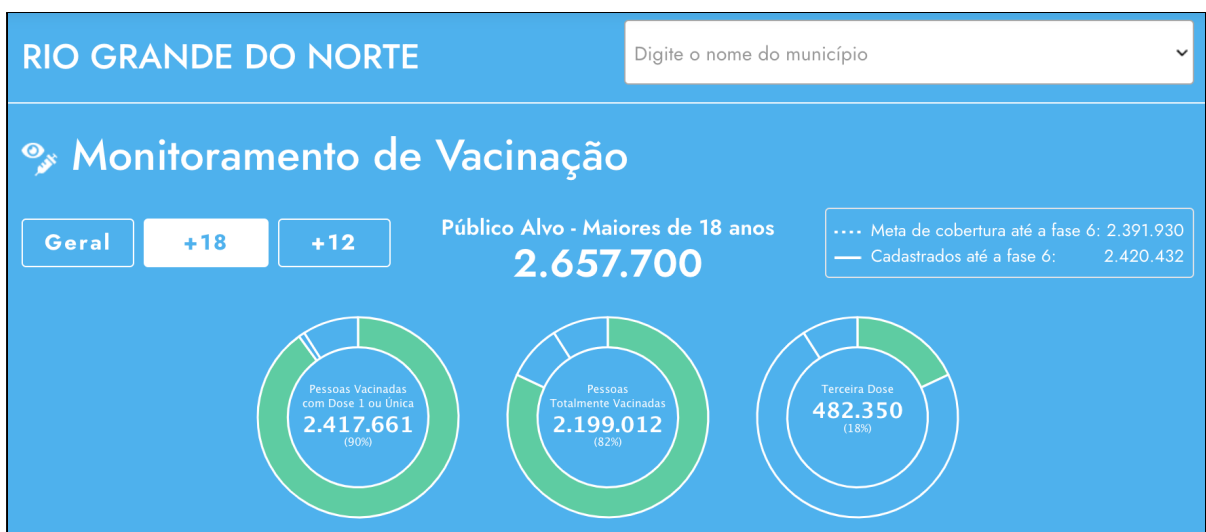 RIO GRANDE DO NORTE
Digite o nome do município
Monitoramento de Vacinação
Geral
+18
+12
Público Alvo - Maiores de 18 anos
2.657.700
Meta de cobertura até a fase 6: 2.391.930
Cadastrados até a fase 6: 2.420.432
Pessoas Vacinadas
com Dose 1 ou Única
2.417.661
(90%)
Pessoas
Totalmente Vacinadas
2.199.012
(82%)
Terceira Dose
482.350
(18%)